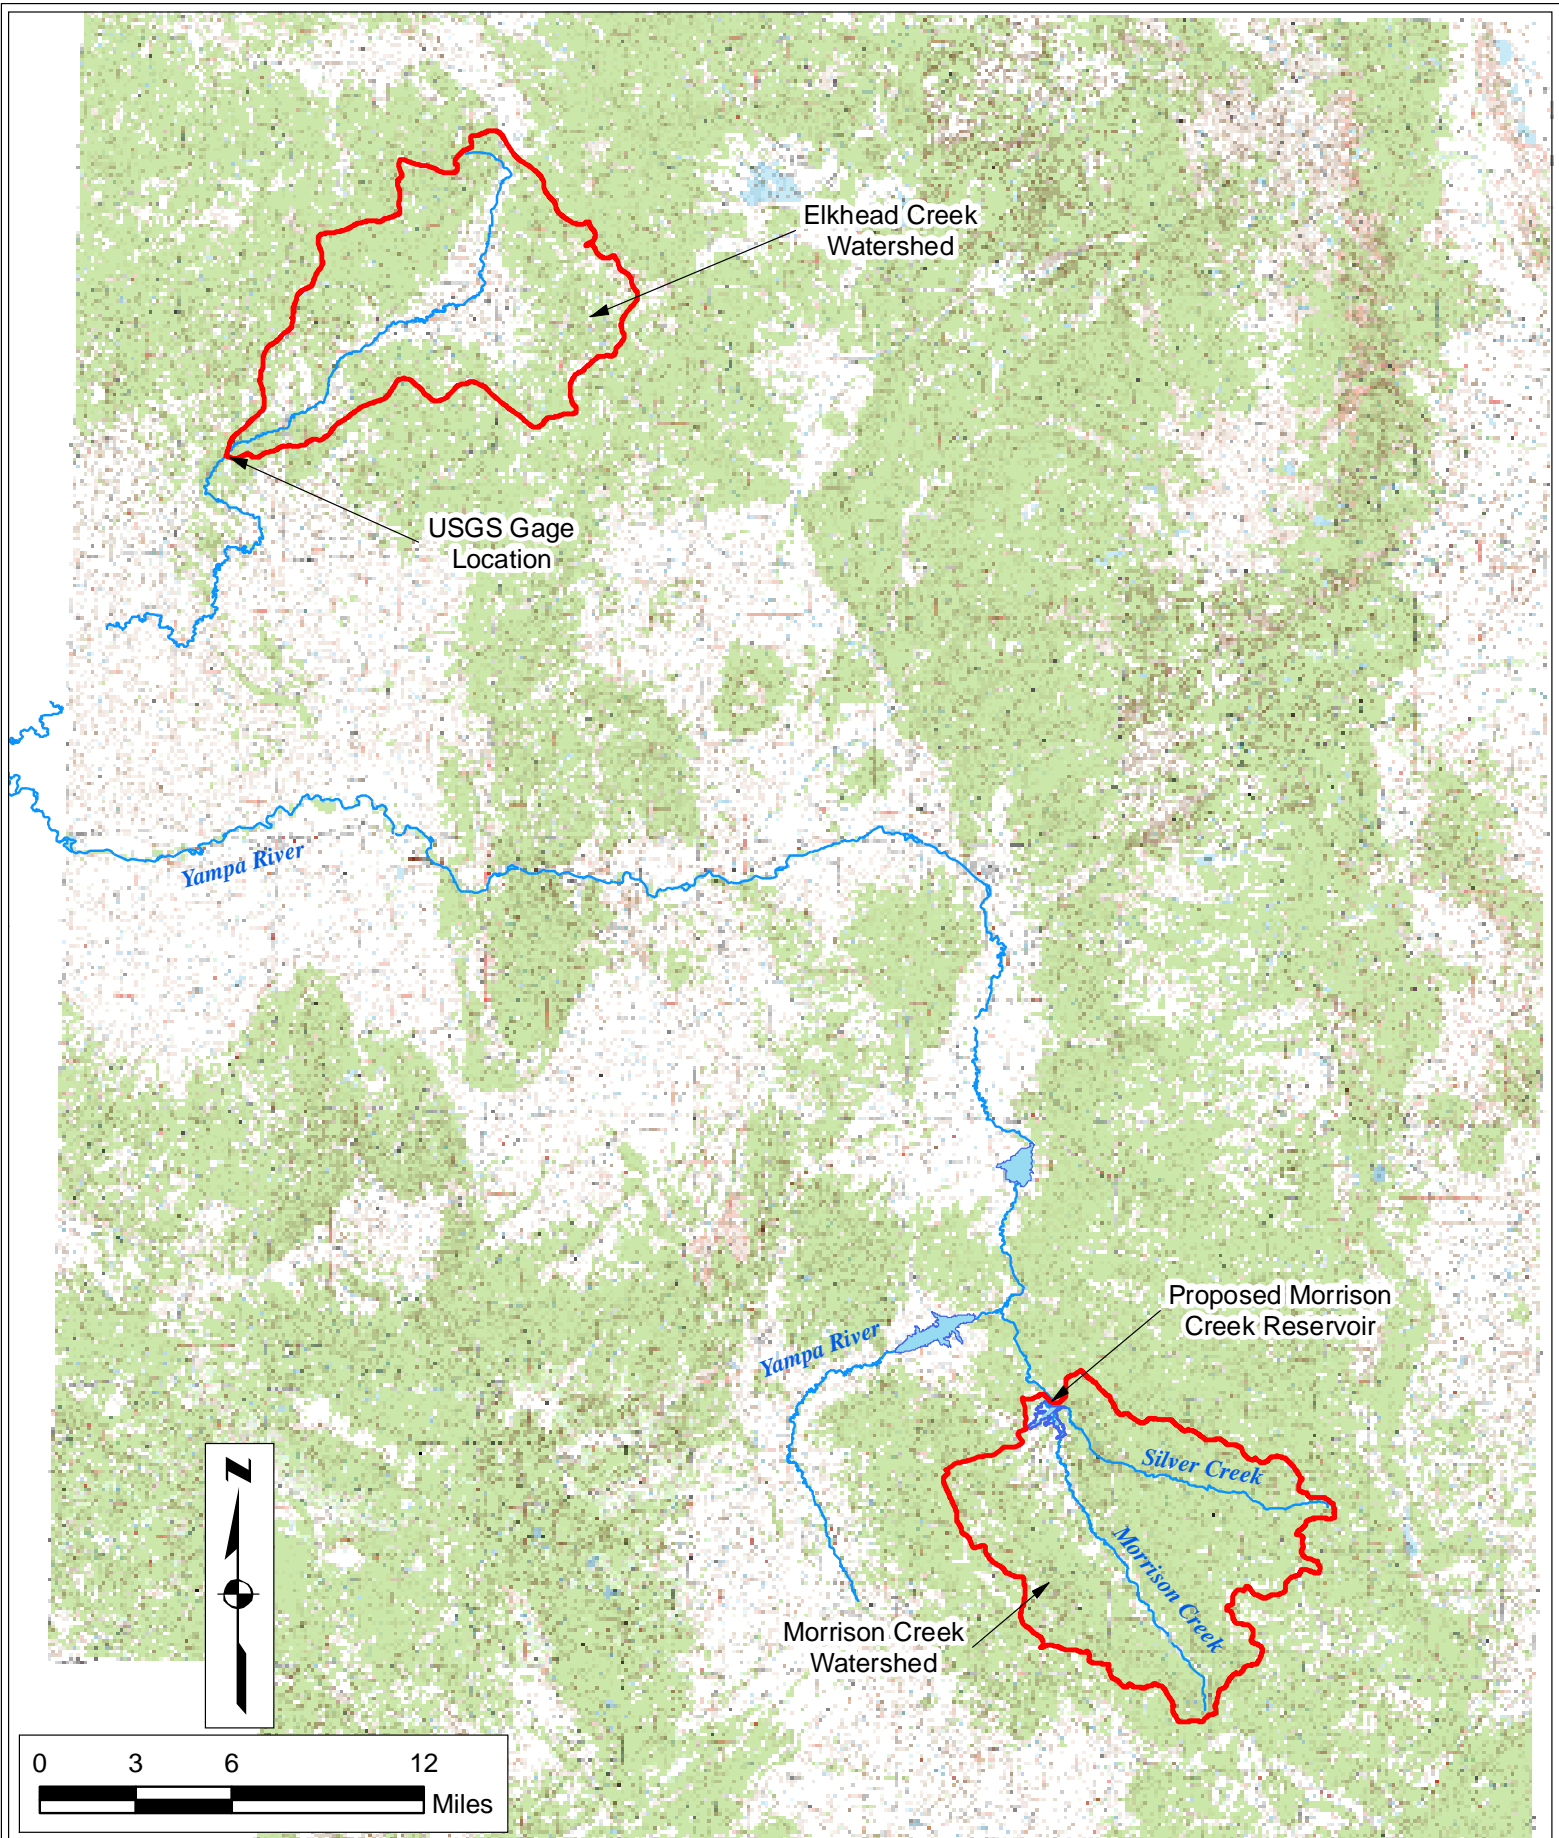 Elkhead Creek
Watershed
USGS Gage
Location
Yampa River
Proposed Morrison
Creek Reservoir
Yampa River
Silver Creek
Morrison Creek
Morrison Creek
Watershed
N
0 3 6 12
Miles